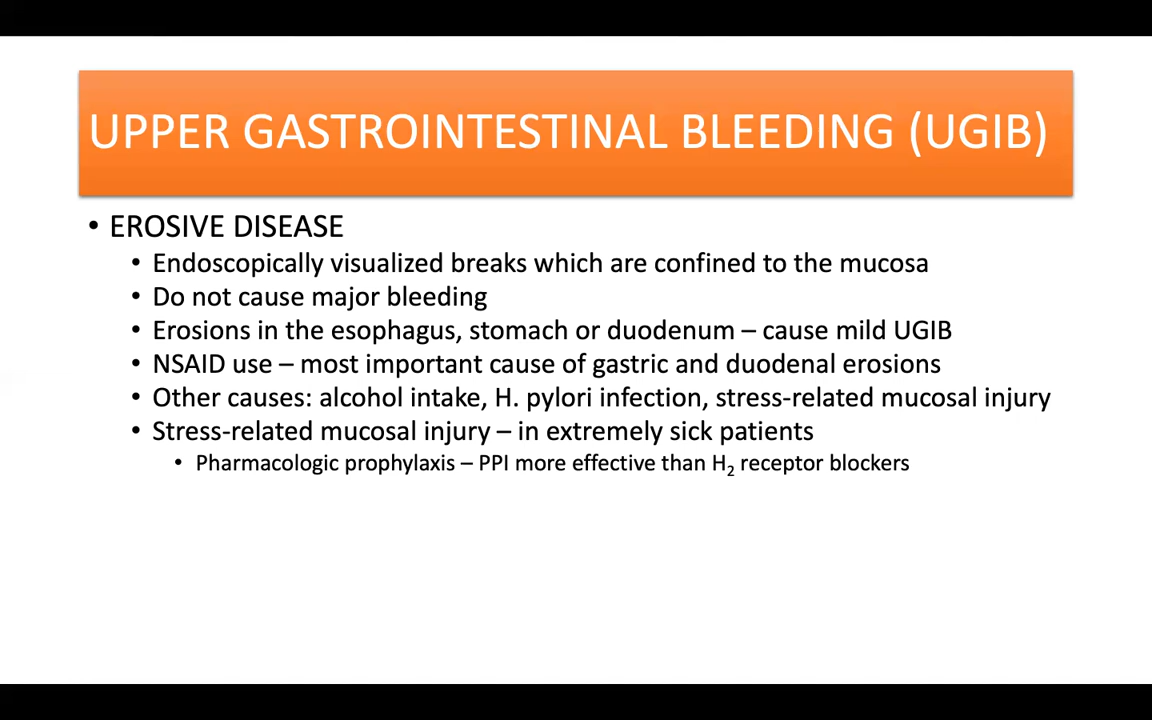 UPPER GASTROINTESTINAL BLEEDING (UGIB)
• EROSIVE DISEASE
• Endoscopically visualized breaks which are confined to the mucosa
• Do not cause major bleeding
• Erosions in the esophagus, stomach or duodenum – cause mild UGIB
• NSAID use – most important cause of gastric and duodenal erosions
• Other causes: alcohol intake, H. pylori infection, stress-related mucosal injury
• Stress-related mucosal injury – in extremely sick patients
• Pharmacologic prophylaxis – PPI more effective than H₂ receptor blockers